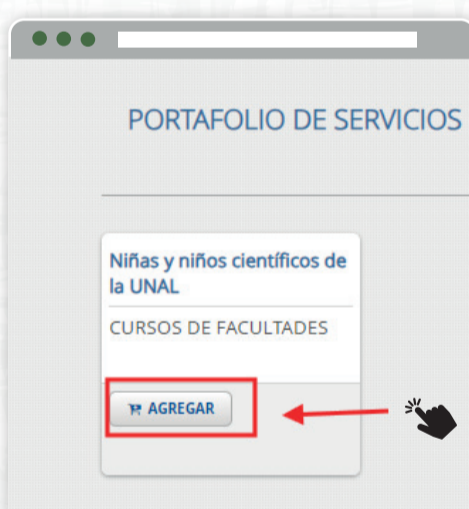 PORTAFOLIO DE SERVICIOS
Niñas y niños científicos de
la UNAL
CURSOS DE FACULTADES
AGREGAR